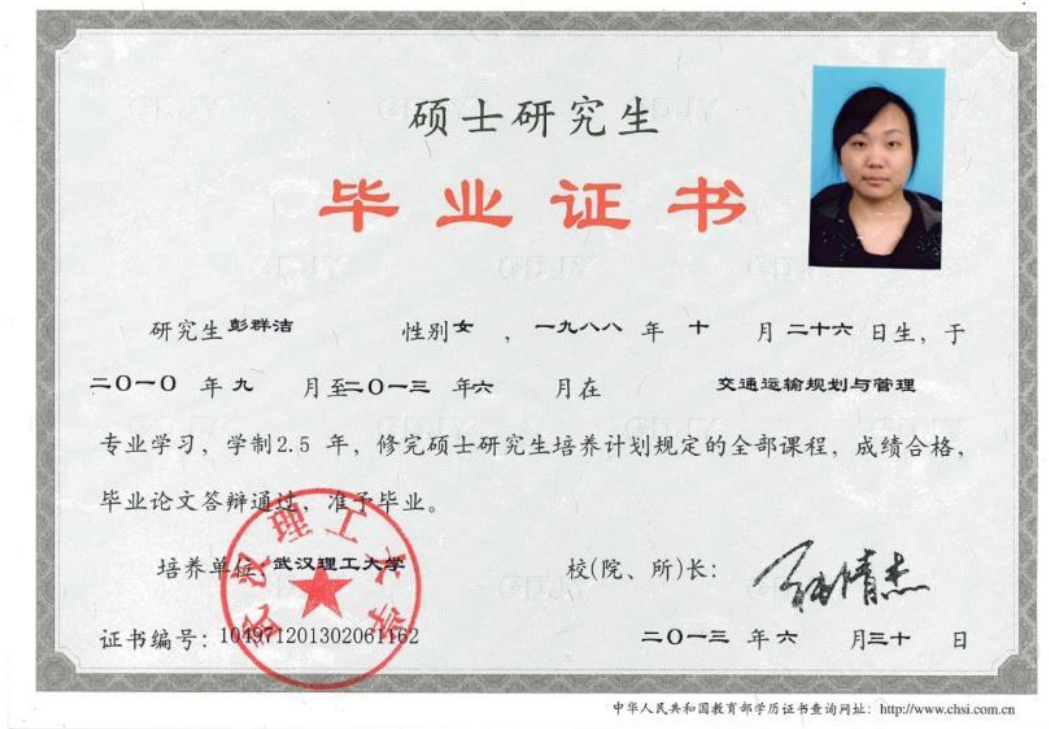 硕士研究生
毕业证书
研究生 彭群洁 性别 女 ， 一九八八 年 十 月 二十六 日生，于
二〇一〇 年 九 月至 二〇一三 年 六 月在 交通运输规划与管理
专业学习，学制2.5 年，修完硕士研究生培养计划规定的全部课程，成绩合格，
毕业论文答辩通过，准予毕业。
培养单位：武汉理工大学 校(院、所)长：
武汉理工大学
证书编号：104971201302061162 二〇一三 年 六 月 三十 日
中华人民共和国教育部学历证书查询网址：http://www.chsi.com.cn